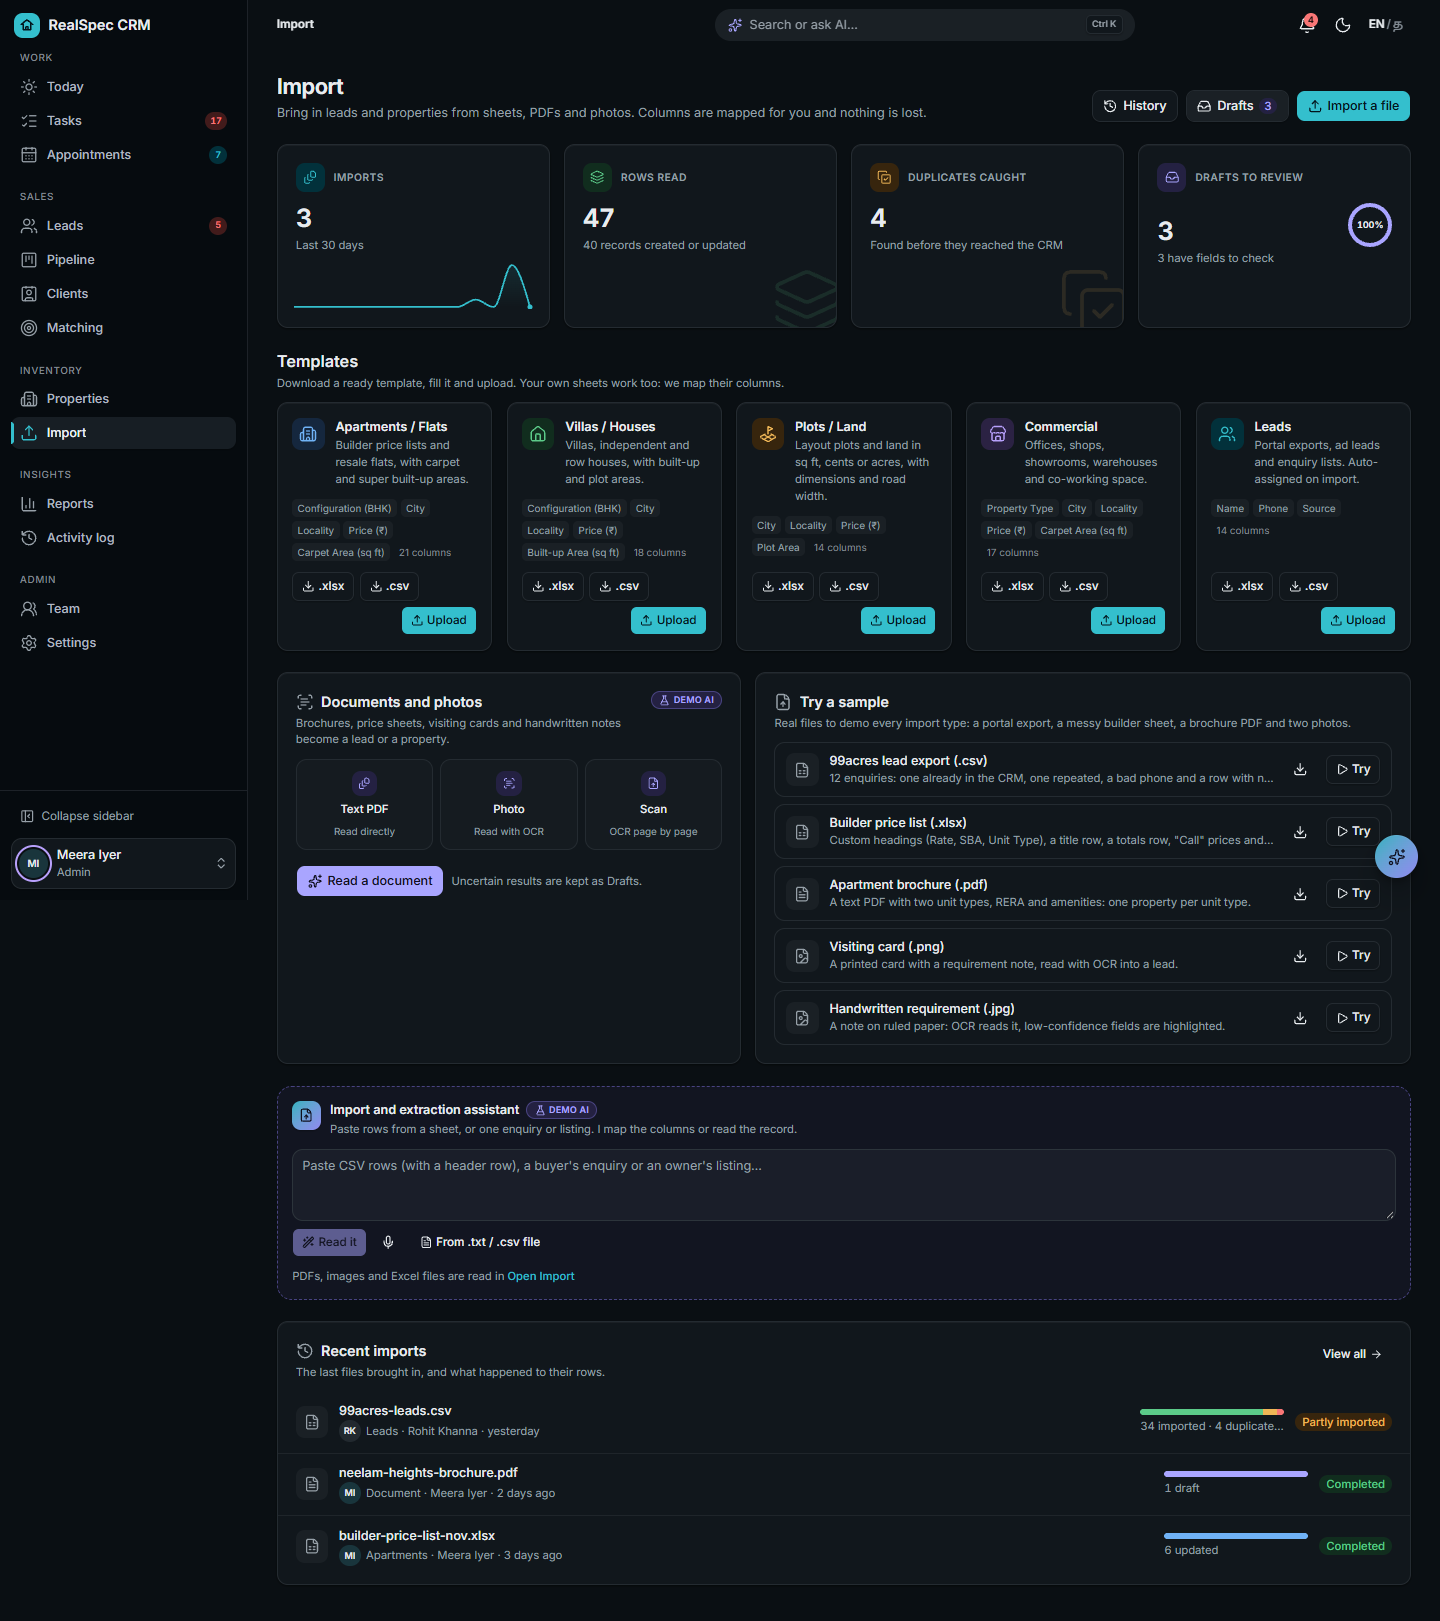 RealSpec CRM
WORK
Today
Tasks
17
Appointments
7
SALES
Leads
5
Pipeline
Clients
Matching
INVENTORY
Properties
Import
INSIGHTS
Reports
Activity log
ADMIN
Team
Settings
Collapse sidebar
MI
Meera Iyer
Admin
Import
Search or ask AI...
Ctrl K
4
EN / த
Import
Bring in leads and properties from sheets, PDFs and photos. Columns are mapped for you and nothing is lost.
History
Drafts 3
Import a file
IMPORTS
3
Last 30 days
ROWS READ
47
40 records created or updated
DUPLICATES CAUGHT
4
Found before they reached the CRM
DRAFTS TO REVIEW
3
100%
3 have fields to check
Templates
Download a ready template, fill it and upload. Your own sheets work too: we map their columns.
Apartments / Flats
Builder price lists and
resale flats, with carpet
and super built-up areas.
Configuration (BHK) City
Locality Price (₹)
Carpet Area (sq ft) 21 columns
.xlsx .csv
Upload
Villas / Houses
Villas, independent and
row houses, with built-up
and plot areas.
Configuration (BHK) City
Locality Price (₹)
Built-up Area (sq ft) 18 columns
.xlsx .csv
Upload
Plots / Land
Layout plots and land in
sq ft, cents or acres, with
dimensions and road
width.
City Locality Price (₹)
Plot Area 14 columns
.xlsx .csv
Upload
Commercial
Offices, shops,
showrooms, warehouses
and co-working space.
Property Type City Locality
Price (₹) Carpet Area (sq ft)
17 columns
.xlsx .csv
Upload
Leads
Portal exports, ad leads
and enquiry lists. Auto-
assigned on import.
Name Phone Source
14 columns
.xlsx .csv
Upload
Documents and photos
DEMO AI
Brochures, price sheets, visiting cards and handwritten notes
become a lead or a property.
Text PDF
Read directly
Photo
Read with OCR
Scan
OCR page by page
Read a document
Uncertain results are kept as Drafts.
Try a sample
Real files to demo every import type: a portal export, a messy builder sheet, a brochure PDF and two photos.
99acres lead export (.csv)
12 enquiries: one already in the CRM, one repeated, a bad phone and a row with n...
Try
Builder price list (.xlsx)
Custom headings (Rate, SBA, Unit Type), a title row, a totals row, "Call" prices and...
Try
Apartment brochure (.pdf)
A text PDF with two unit types, RERA and amenities: one property per unit type.
Try
Visiting card (.png)
A printed card with a requirement note, read with OCR into a lead.
Try
Handwritten requirement (.jpg)
A note on ruled paper: OCR reads it, low-confidence fields are highlighted.
Try
Import and extraction assistant
DEMO AI
Paste rows from a sheet, or one enquiry or listing. I map the columns or read the record.
Paste CSV rows (with a header row), a buyer's enquiry or an owner's listing...
Read it
From .txt / .csv file
PDFs, images and Excel files are read in Open Import
Recent imports
View all
The last files brought in, and what happened to their rows.
99acres-leads.csv
RK Leads · Rohit Khanna · yesterday
34 imported · 4 duplicate...
Partly imported
neelam-heights-brochure.pdf
MI Document · Meera Iyer · 2 days ago
1 draft
Completed
builder-price-list-nov.xlsx
MI Apartments · Meera Iyer · 3 days ago
6 updated
Completed